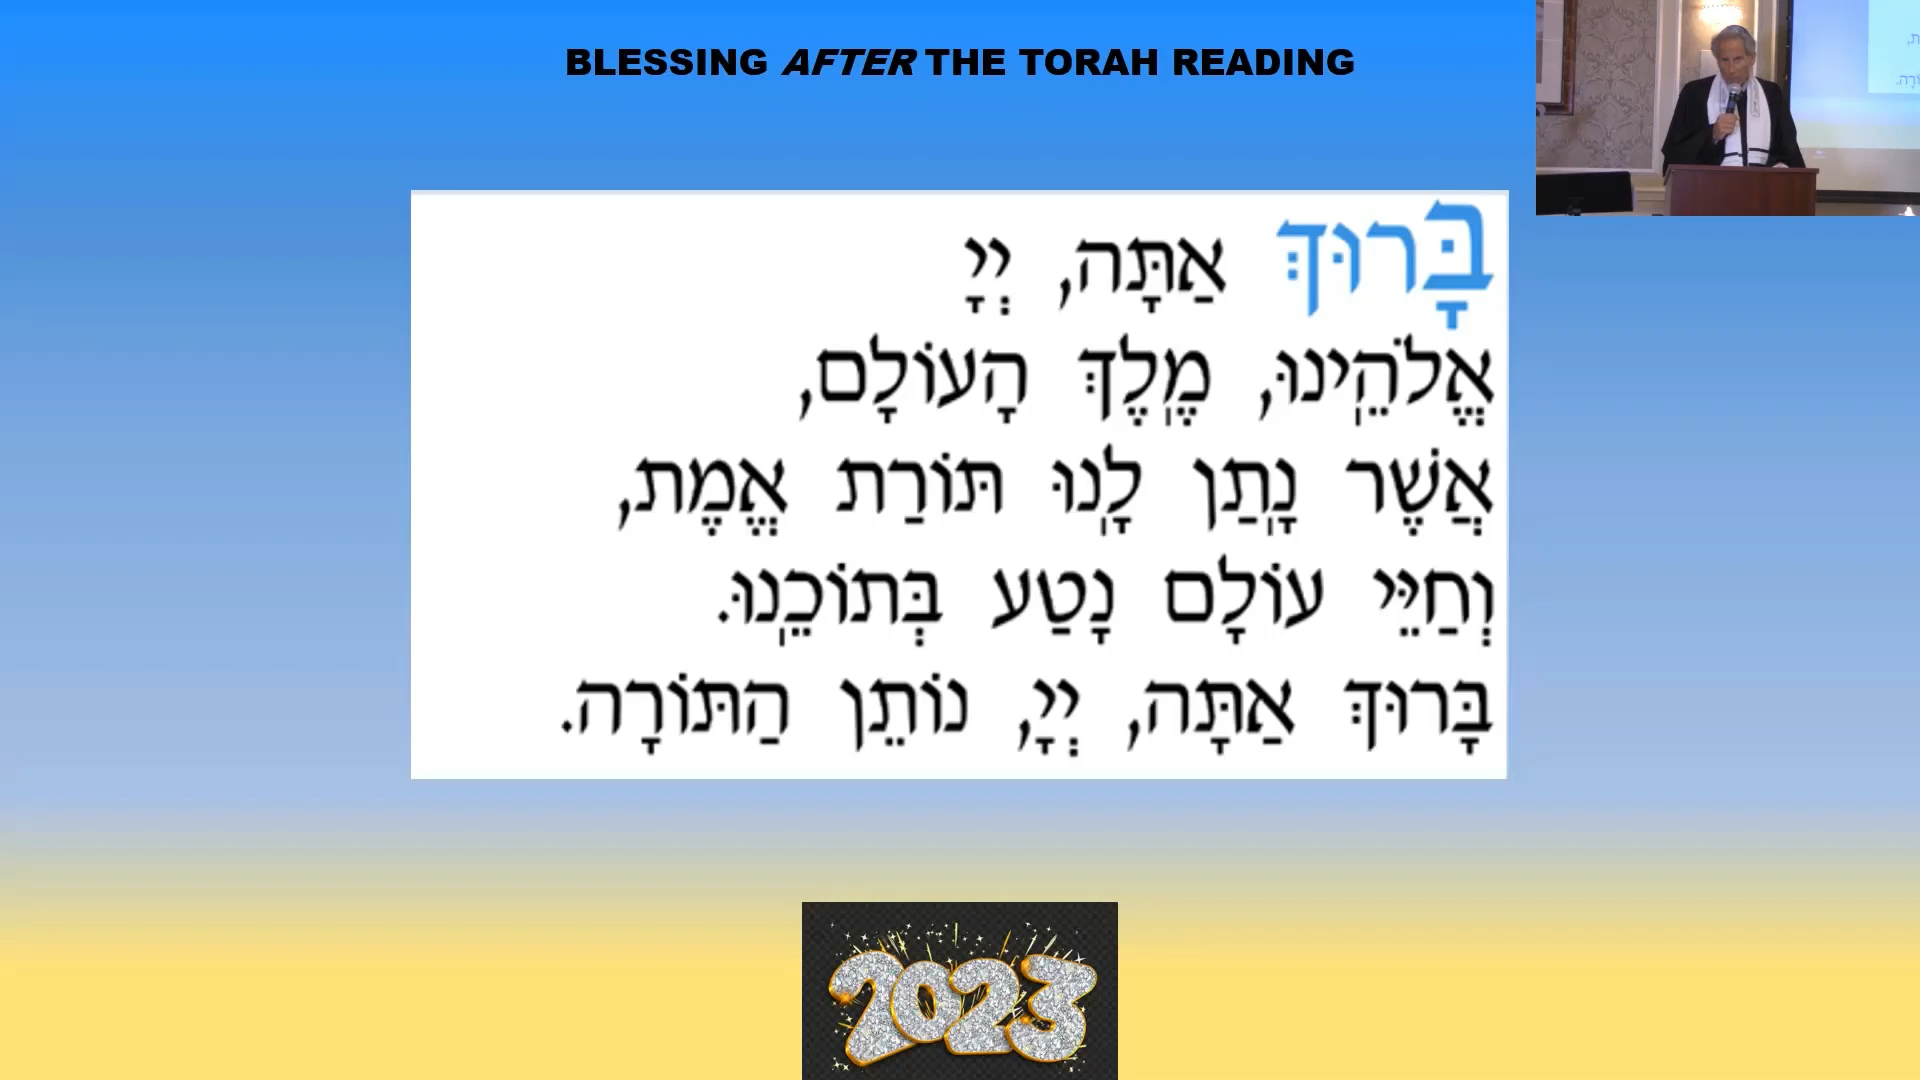 BLESSING AFTER THE TORAH READING
בָּרוּךְ אַתָּה, יְיָ
אֱלֹהֵֽינוּ, מֶֽלֶךְ הָעוֹלָם,
אֲשֶׁר נָֽתַן לָֽנוּ תּוֹרַת אֱמֶת,
וְחַיֵּי עוֹלָם נָטַע בְּתוֹכֵֽנוּ.
בָּרוּךְ אַתָּה, יְיָ, נוֹתֵן הַתּוֹרָה.
2023